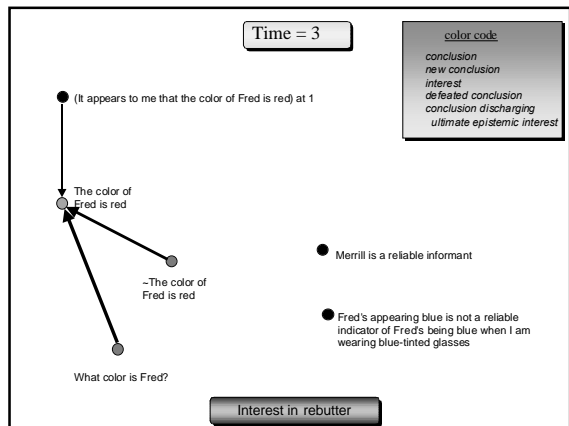 Time = 3
color code
conclusion
new conclusion
interest
defeated conclusion
conclusion discharging
ultimate epistemic interest
(It appears to me that the color of Fred is red) at 1
The color of
Fred is red
~The color of
Fred is red
Merrill is a reliable informant
Fred's appearing blue is not a reliable
indicator of Fred's being blue when I am
wearing blue-tinted glasses
What color is Fred?
Interest in rebutter